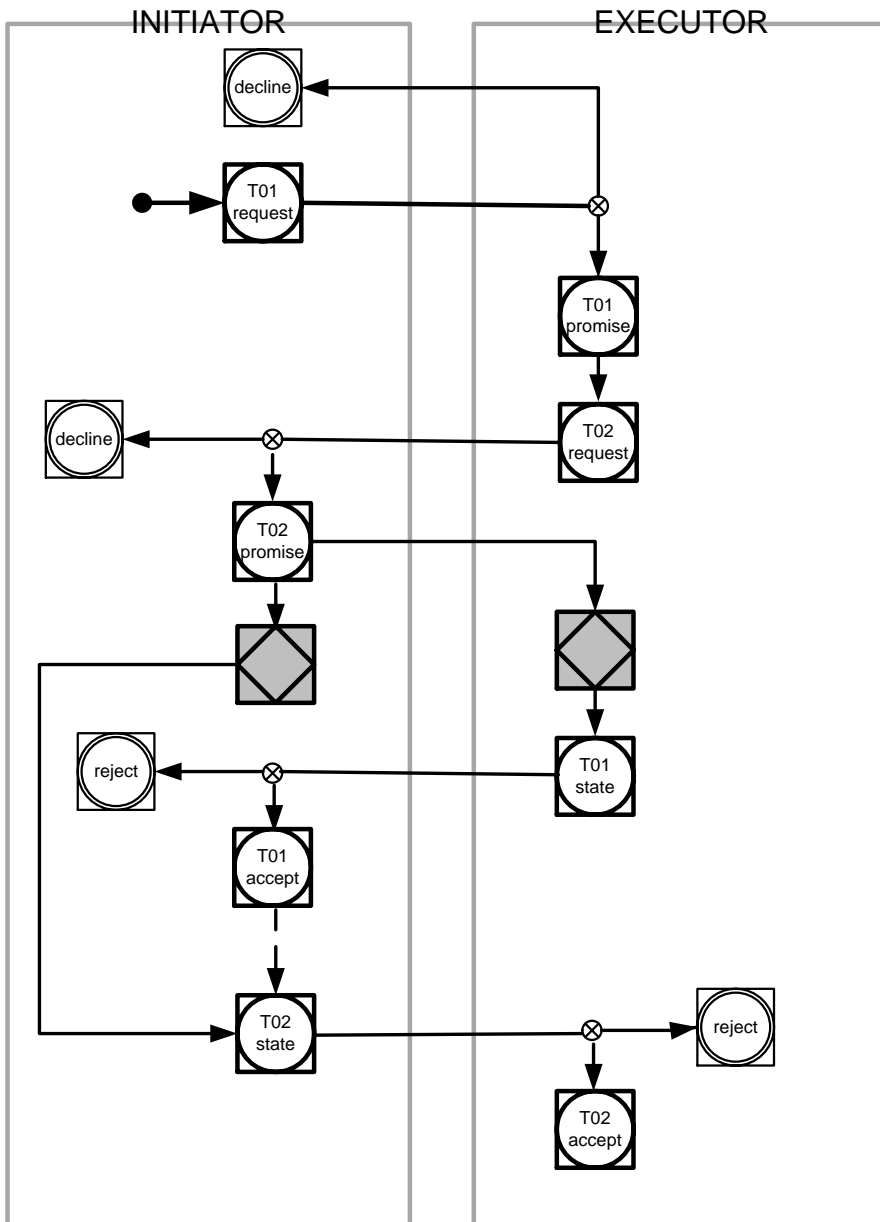 INITIATOR
EXECUTOR
decline
T01
request
T01
promise
decline
T02
request
T02
promise
reject
T01
state
T01
accept
T02
state
reject
T02
accept